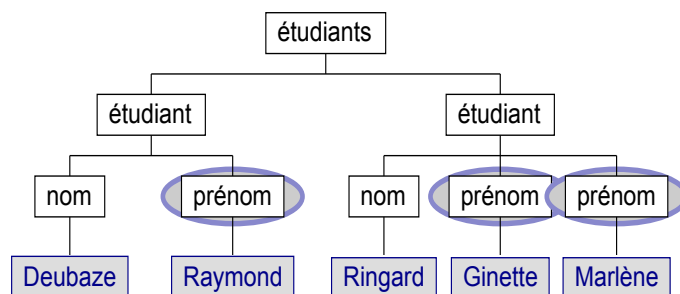 étudiants
étudiant étudiant
nom prénom nom prénom prénom
Deubaze Raymond Ringard Ginette Marlène